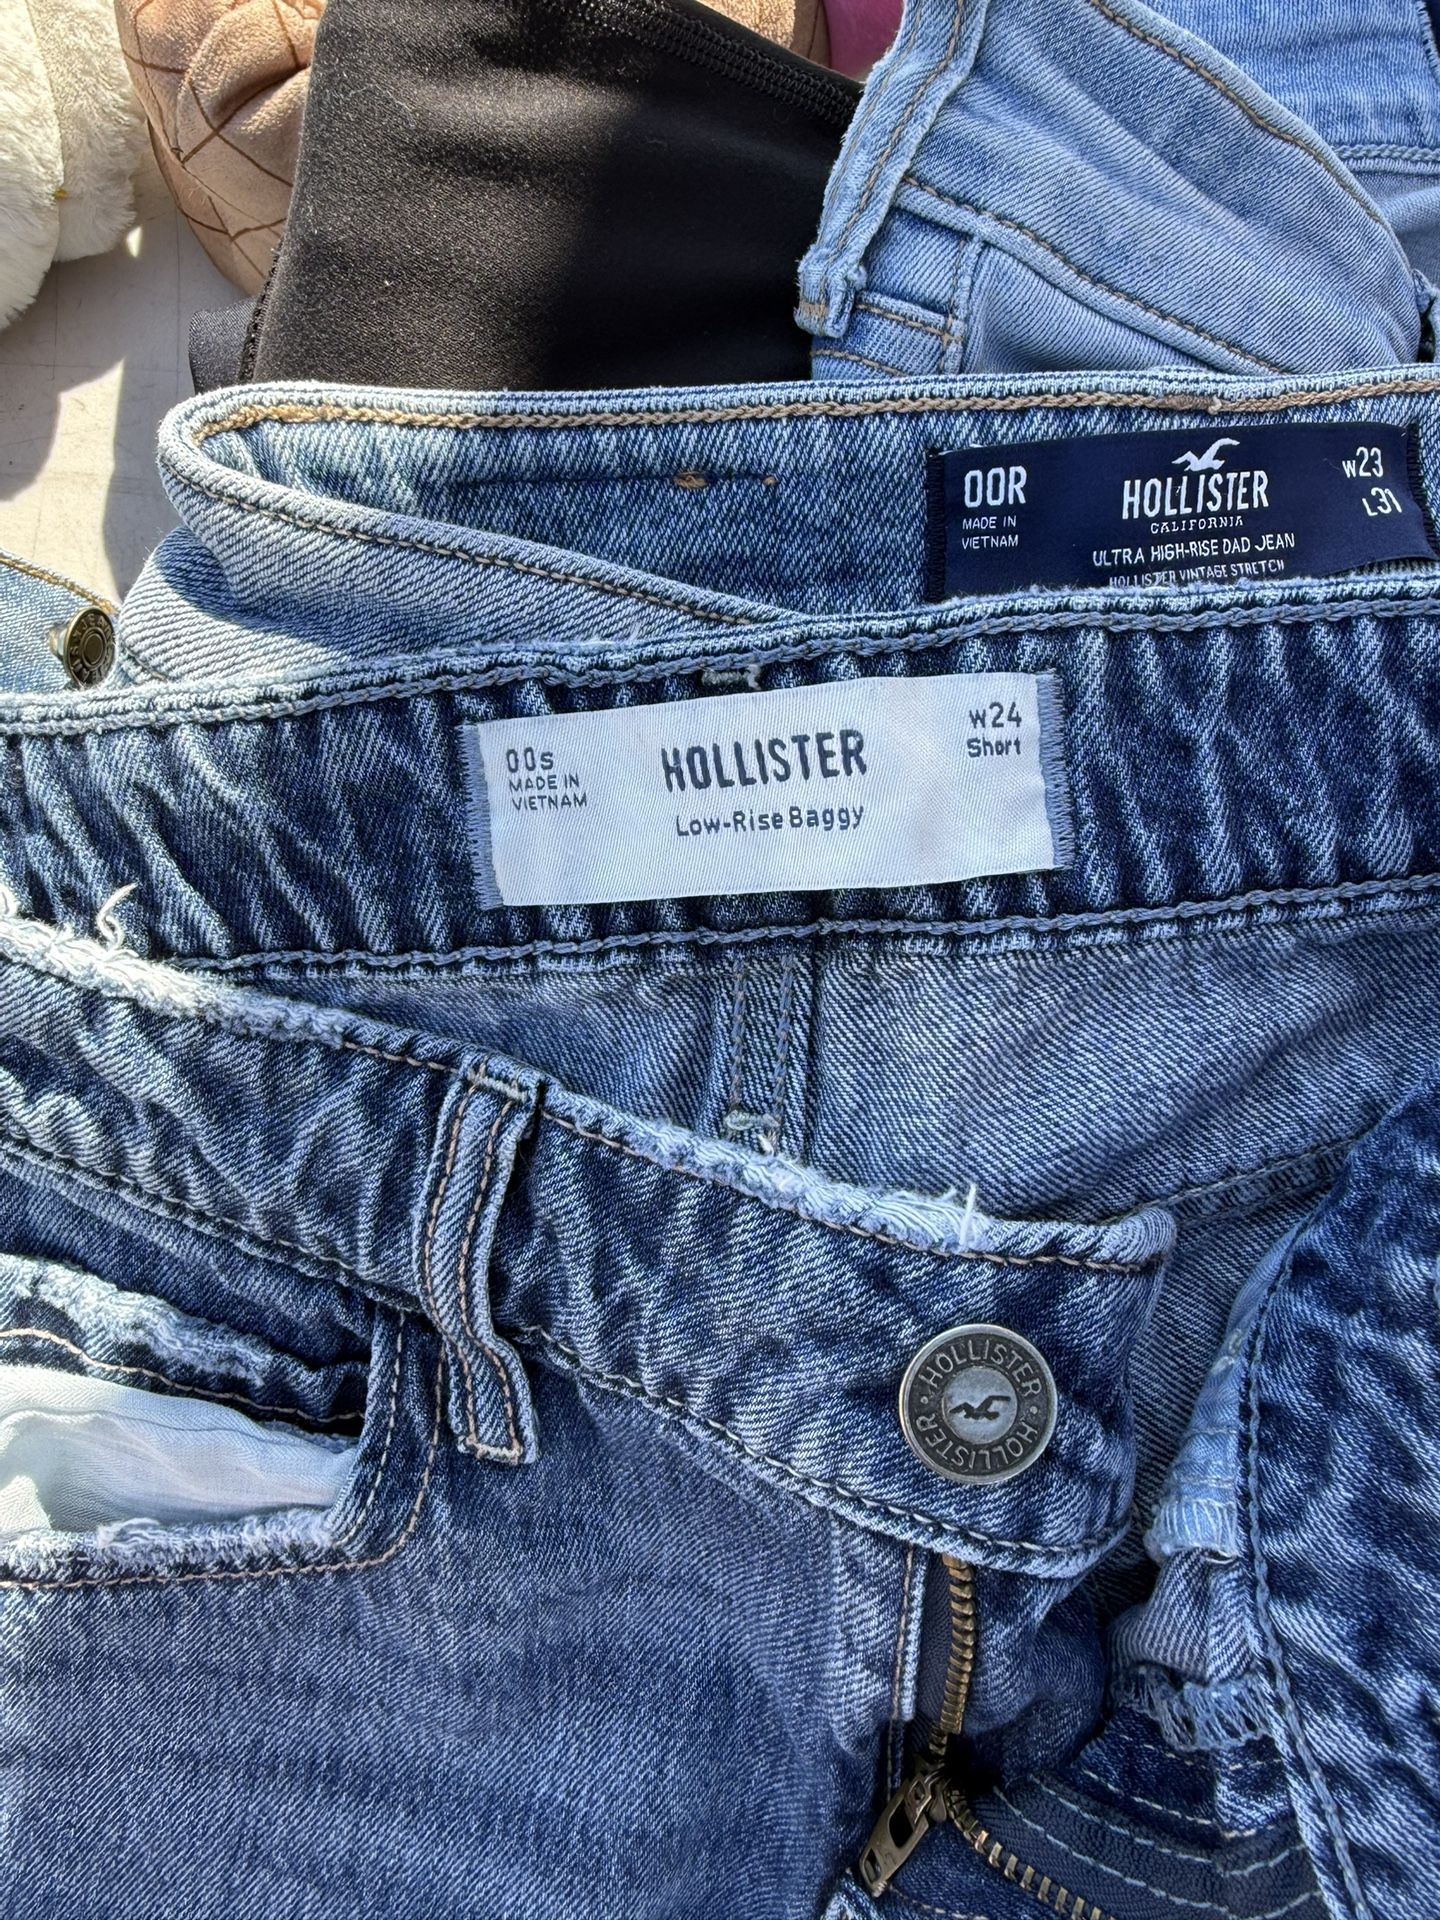 00R
MADE IN
VIETNAM
HOLLISTER
CALIFORNIA
ULTRA HIGH-RISE DAD JEAN
HOLLISTER VINTAGE STRETCH
W23
L31
00s
MADE IN
VIETNAM
HOLLISTER
Low-Rise Baggy
W24
Short
HOLLISTER · HOLLISTER ·